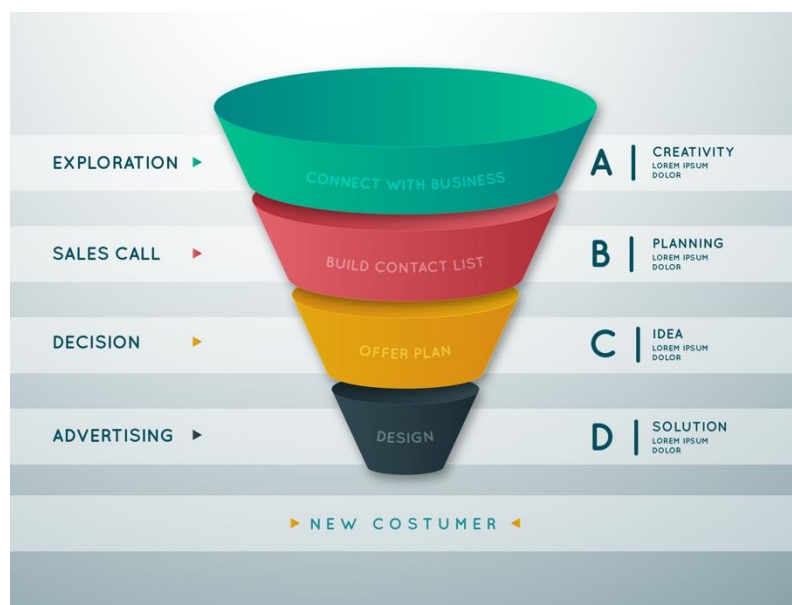 EXPLORATION
CONNECT WITH BUSINESS
A
CREATIVITY
LOREM IPSUM
DOLOR
SALES CALL
BUILD CONTACT LIST
B
PLANNING
LOREM IPSUM
DOLOR
DECISION
OFFER PLAN
C
IDEA
LOREM IPSUM
DOLOR
ADVERTISING
DESIGN
D
SOLUTION
LOREM IPSUM
DOLOR
NEW COSTUMER